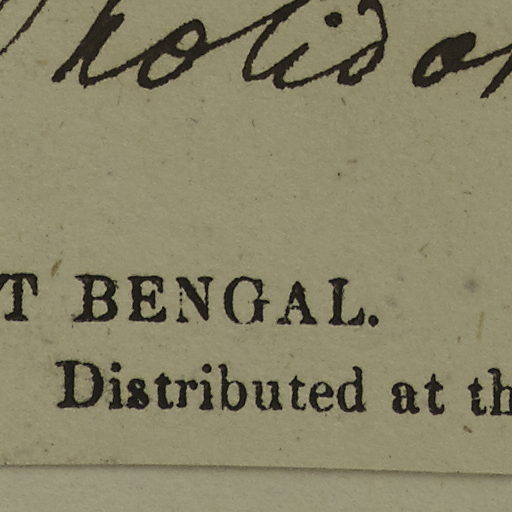 T BENGAL.
Distributed at th